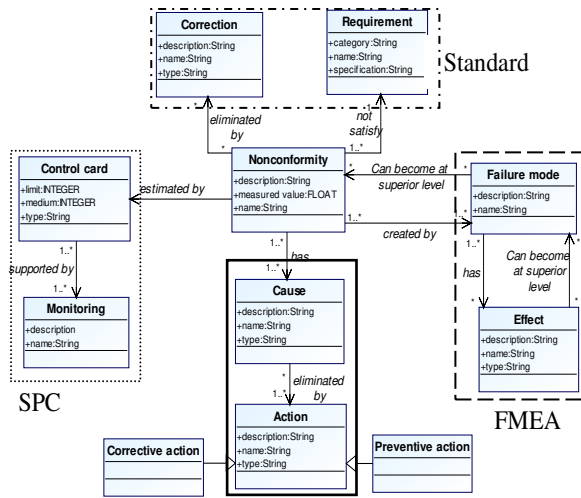 Correction
+description:String
+name:String
+type:String
Requirement
+category:String
+name:String
+specification:String
Standard
*
eliminated
by
*
1
not
satisfy
1..*
Nonconformity
+description:String
+measured value:FLOAT
+name:String
Control card
+limit:INTEGER
+medium:INTEGER
+type:String
estimated by
1..*
supported by
1..*
Monitoring
+description
+name:String
SPC
*
Can become at
superior level
*
1..*
created by
1..*
Failure mode
+description:String
+name:String
1..*
has
*
*
Can become
at superior
level
*
Effect
+description:String
+name:String
+type:String
FMEA
1..*
has
1..*
Cause
+description:String
+name:String
+type:String
*
eliminated
by
1..*
Action
+description:String
+name:String
+type:String
Corrective action
Preventive action